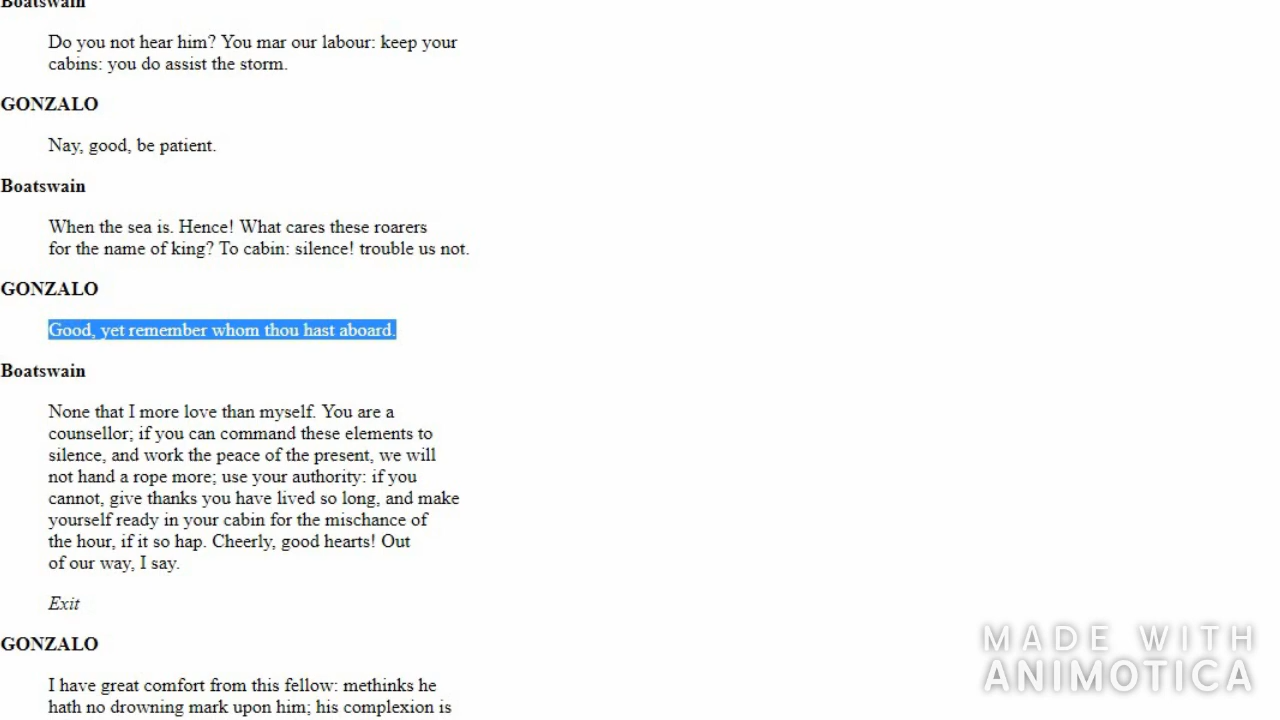 Boatswain
Do you not hear him? You mar our labour: keep your
cabins: you do assist the storm.
GONZALO
Nay, good, be patient.
Boatswain
When the sea is. Hence! What cares these roarers
for the name of king? To cabin: silence! trouble us not.
GONZALO
Good, yet remember whom thou hast aboard.
Boatswain
None that I more love than myself. You are a
counsellor; if you can command these elements to
silence, and work the peace of the present, we will
not hand a rope more; use your authority: if you
cannot, give thanks you have lived so long, and make
yourself ready in your cabin for the mischance of
the hour, if it so hap. Cheerly, good hearts! Out
of our way, I say.
Exit
GONZALO
I have great comfort from this fellow: methinks he
hath no drowning mark upon him; his complexion is
MADE WITH
ANIMOTICA